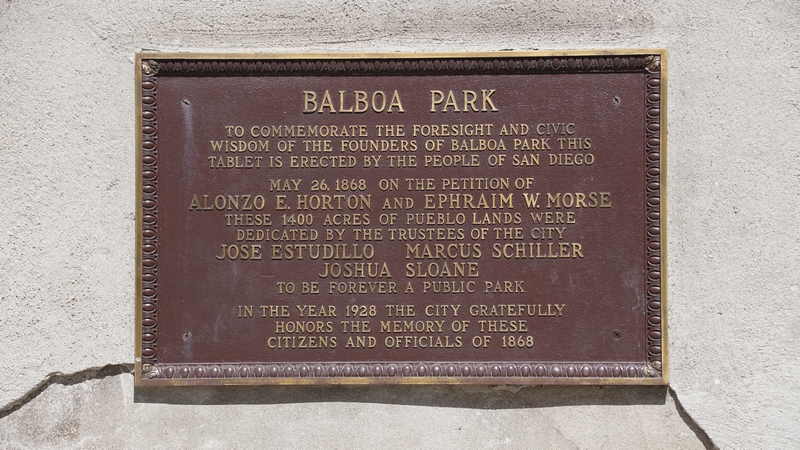 BALBOA PARK
TO COMMEMORATE THE FORESIGHT AND CIVIC
WISDOM OF THE FOUNDERS OF BALBOA PARK THIS
TABLET IS ERECTED BY THE PEOPLE OF SAN DIEGO
MAY 26, 1868 ON THE PETITION OF
ALONZO E. HORTON AND EPHRAIM W. MORSE
THESE 1400 ACRES OF PUEBLO LANDS WERE
DEDICATED BY THE TRUSTEES OF THE CITY
JOSE ESTUDILLO MARCUS SCHILLER
JOSHUA SLOANE
TO BE FOREVER A PUBLIC PARK
IN THE YEAR 1928 THE CITY GRATEFULLY
HONORS THE MEMORY OF THESE
CITIZENS AND OFFICIALS OF 1868